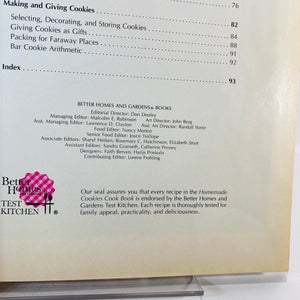 76
Making and Giving Cookies 82
Selecting, Decorating, and Storing Cookies 84
Giving Cookies as Gifts 88
Packing for Faraway Places 91
Bar Cookie Arithmetic 92
Index 93
BETTER HOMES AND GARDENS® BOOKS
Editorial Director: Don Dooley
Managing Editor: Malcolm E. Robinson Art Director: John Berg
Asst. Managing Editor: Lawrence D. Clayton Asst. Art Director: Randall Yontz
Food Editor: Nancy Morton
Senior Food Editor: Joyce Trollope
Associate Editors: Sharyl Heiken, Rosemary C. Hutchinson, Elizabeth Strait
Assistant Editors: Sandra Granseth, Catherine Penney
Designers: Faith Berven, Harijs Priekulis
Contributing Editor: Lorene Frohling
Better
Homes
TEST
KITCHEN
Our seal assures you that every recipe in the Homemade
Cookies Cook Book is endorsed by the Better Homes and
Gardens Test Kitchen. Each recipe is thoroughly tested for
family appeal, practicality, and deliciousness.